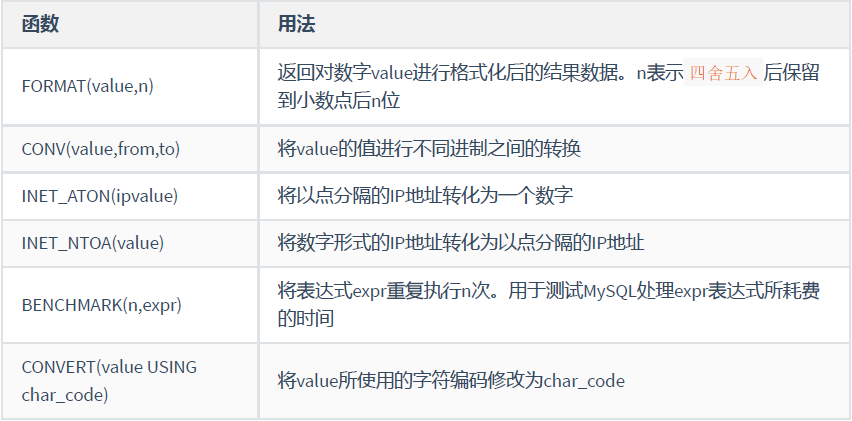 函数
用法
FORMAT(value,n)
返回对数字value进行格式化后的结果数据。n表示 四舍五入 后保留
到小数点后n位
CONV(value,from,to)
将value的值进行不同进制之间的转换
INET_ATON(ipvalue)
将以点分隔的IP地址转化为一个数字
INET_NTOA(value)
将数字形式的IP地址转化为以点分隔的IP地址
BENCHMARK(n,expr)
将表达式expr重复执行n次。用于测试MySQL处理expr表达式所耗费
的时间
CONVERT(value USING
char_code)
将value所使用的字符编码修改为char_code